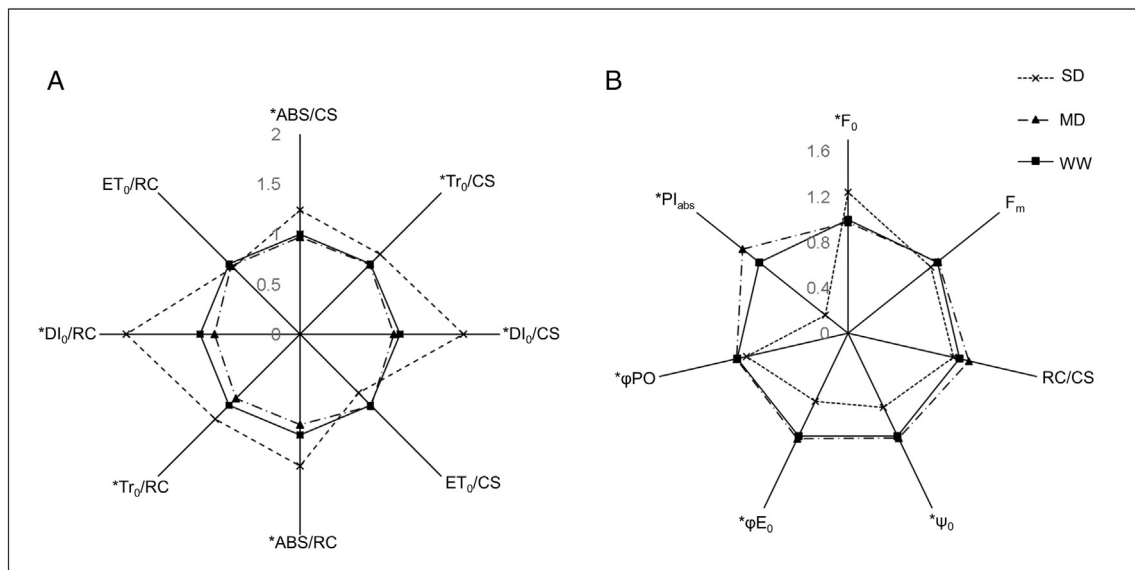 A
*ABS/CS
2
1.5
1
0.5
0
*Tr₀/CS
*DI₀/CS
ET₀/CS
*ABS/RC
*Tr₀/RC
*DI₀/RC
ET₀/RC
B
*F₀
1.6
1.2
0.8
0.4
0
Fₘ
RC/CS
*Ψ₀
*φE₀
*φPO
*PIabs
SD
MD
WW